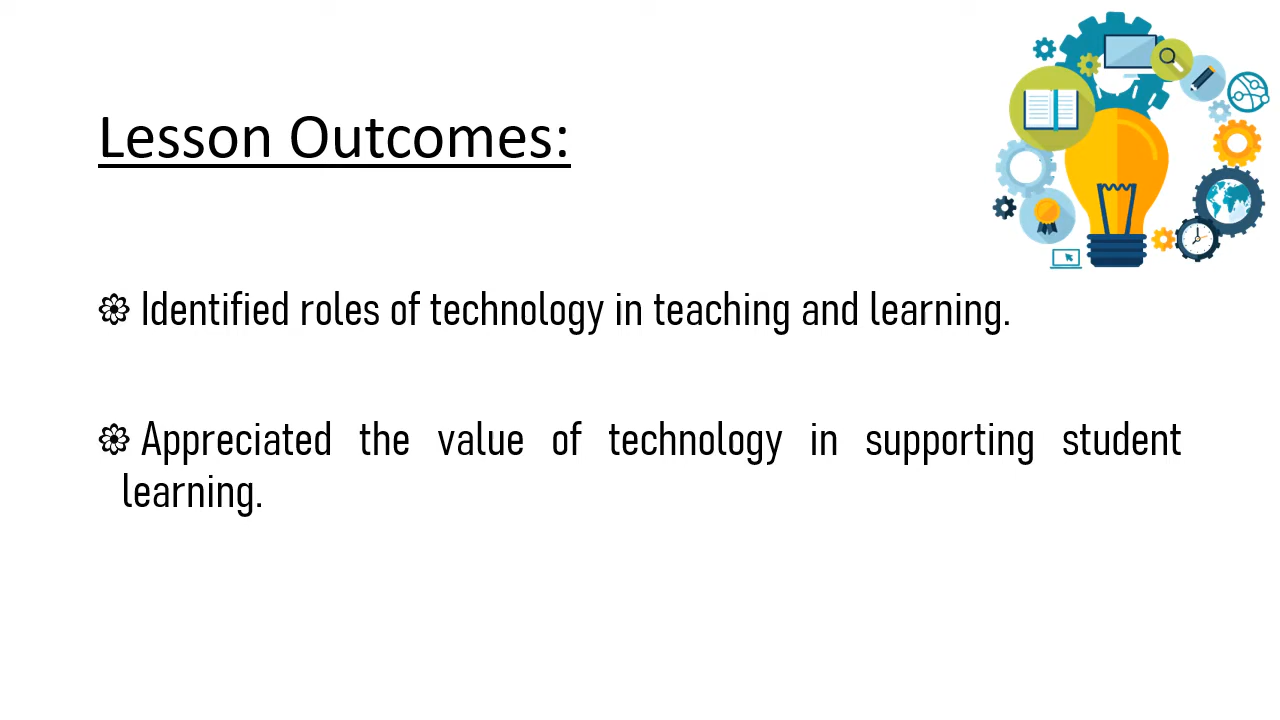 Lesson Outcomes:
Identified roles of technology in teaching and learning.
Appreciated the value of technology in supporting student
learning.